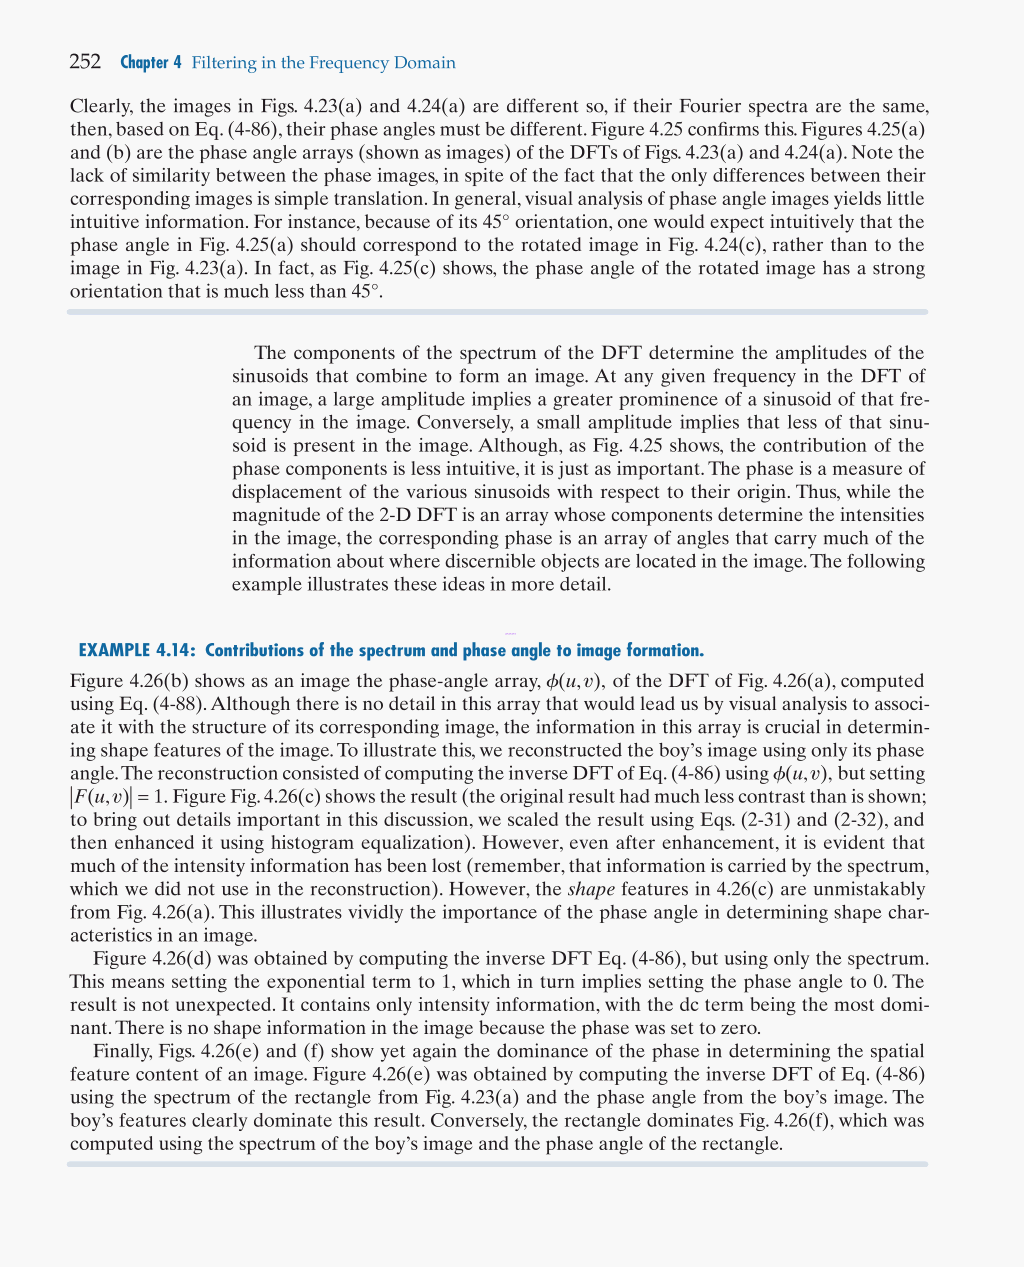 252 Chapter 4 Filtering in the Frequency Domain
Clearly, the images in Figs. 4.23(a) and 4.24(a) are different so, if their Fourier spectra are the same,
then, based on Eq. (4-86), their phase angles must be different. Figure 4.25 confirms this. Figures 4.25(a)
and (b) are the phase angle arrays (shown as images) of the DFTs of Figs. 4.23(a) and 4.24(a). Note the
lack of similarity between the phase images, in spite of the fact that the only differences between their
corresponding images is simple translation. In general, visual analysis of phase angle images yields little
intuitive information. For instance, because of its 45° orientation, one would expect intuitively that the
phase angle in Fig. 4.25(a) should correspond to the rotated image in Fig. 4.24(c), rather than to the
image in Fig. 4.23(a). In fact, as Fig. 4.25(c) shows, the phase angle of the rotated image has a strong
orientation that is much less than 45°.
The components of the spectrum of the DFT determine the amplitudes of the
sinusoids that combine to form an image. At any given frequency in the DFT of
an image, a large amplitude implies a greater prominence of a sinusoid of that fre-
quency in the image. Conversely, a small amplitude implies that less of that sinu-
soid is present in the image. Although, as Fig. 4.25 shows, the contribution of the
phase components is less intuitive, it is just as important. The phase is a measure of
displacement of the various sinusoids with respect to their origin. Thus, while the
magnitude of the 2-D DFT is an array whose components determine the intensities
in the image, the corresponding phase is an array of angles that carry much of the
information about where discernible objects are located in the image. The following
example illustrates these ideas in more detail.
EXAMPLE 4.14: Contributions of the spectrum and phase angle to image formation.
Figure 4.26(b) shows as an image the phase-angle array, ϕ(u,v), of the DFT of Fig. 4.26(a), computed
using Eq. (4-88). Although there is no detail in this array that would lead us by visual analysis to associ-
ate it with the structure of its corresponding image, the information in this array is crucial in determin-
ing shape features of the image. To illustrate this, we reconstructed the boy's image using only its phase
angle. The reconstruction consisted of computing the inverse DFT of Eq. (4-86) using ϕ(u,v), but setting
|F(u,v)| = 1. Figure Fig. 4.26(c) shows the result (the original result had much less contrast than is shown;
to bring out details important in this discussion, we scaled the result using Eqs. (2-31) and (2-32), and
then enhanced it using histogram equalization). However, even after enhancement, it is evident that
much of the intensity information has been lost (remember, that information is carried by the spectrum,
which we did not use in the reconstruction). However, the shape features in 4.26(c) are unmistakably
from Fig. 4.26(a). This illustrates vividly the importance of the phase angle in determining shape char-
acteristics in an image.
Figure 4.26(d) was obtained by computing the inverse DFT Eq. (4-86), but using only the spectrum.
This means setting the exponential term to 1, which in turn implies setting the phase angle to 0. The
result is not unexpected. It contains only intensity information, with the dc term being the most domi-
nant. There is no shape information in the image because the phase was set to zero.
Finally, Figs. 4.26(e) and (f) show yet again the dominance of the phase in determining the spatial
feature content of an image. Figure 4.26(e) was obtained by computing the inverse DFT of Eq. (4-86)
using the spectrum of the rectangle from Fig. 4.23(a) and the phase angle from the boy's image. The
boy's features clearly dominate this result. Conversely, the rectangle dominates Fig. 4.26(f), which was
computed using the spectrum of the boy's image and the phase angle of the rectangle.